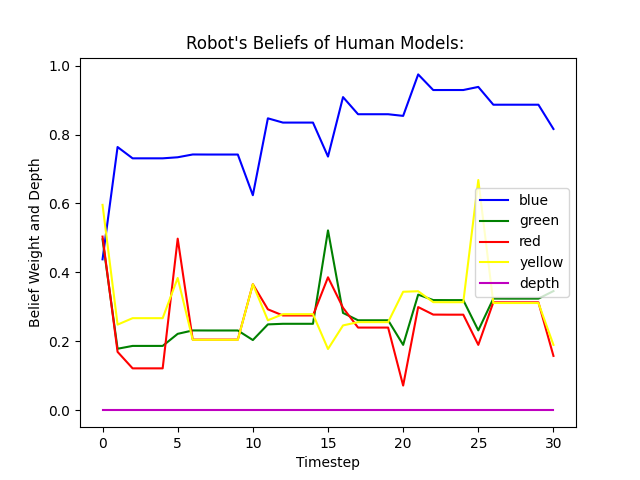 Robot's Beliefs of Human Models:
1.0
0.8
0.6
0.4
0.2
0.0
Belief Weight and Depth
blue
green
red
yellow
depth
0 5 10 15 20 25 30
Timestep